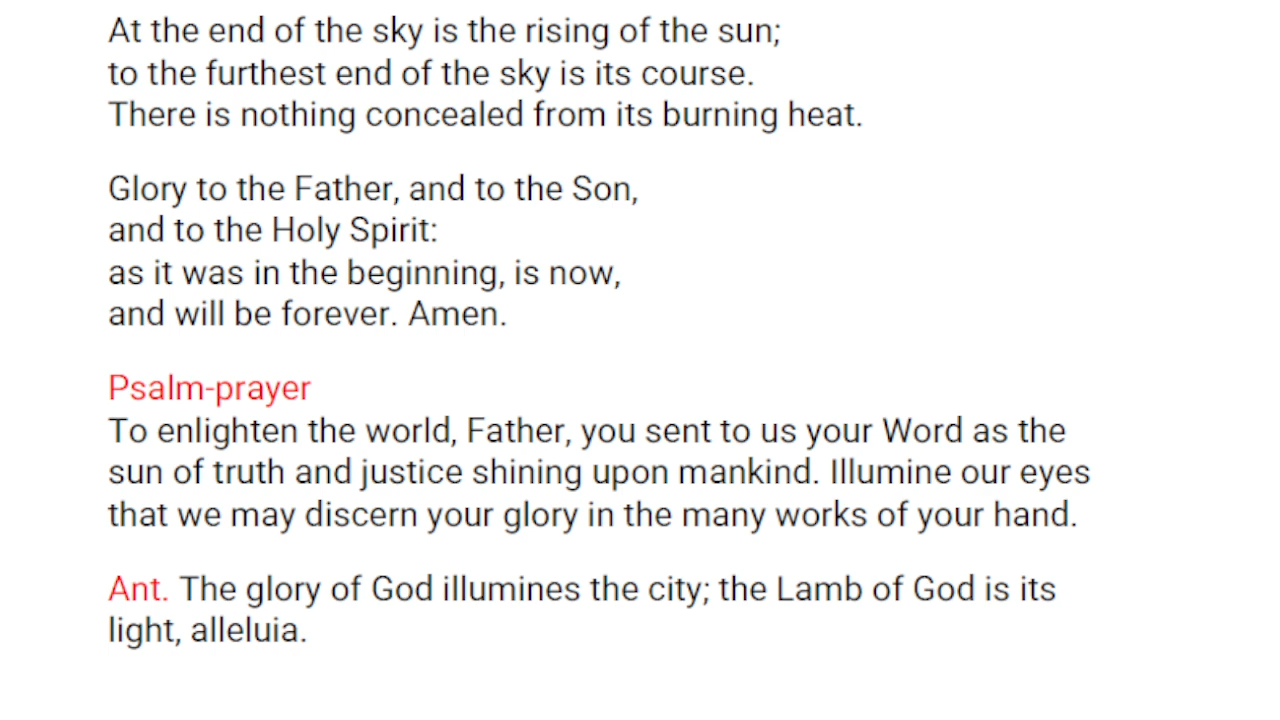 At the end of the sky is the rising of the sun;
to the furthest end of the sky is its course.
There is nothing concealed from its burning heat.
Glory to the Father, and to the Son,
and to the Holy Spirit:
as it was in the beginning, is now,
and will be forever. Amen.
Psalm-prayer
To enlighten the world, Father, you sent to us your Word as the
sun of truth and justice shining upon mankind. Illumine our eyes
that we may discern your glory in the many works of your hand.
Ant. The glory of God illumines the city; the Lamb of God is its
light, alleluia.